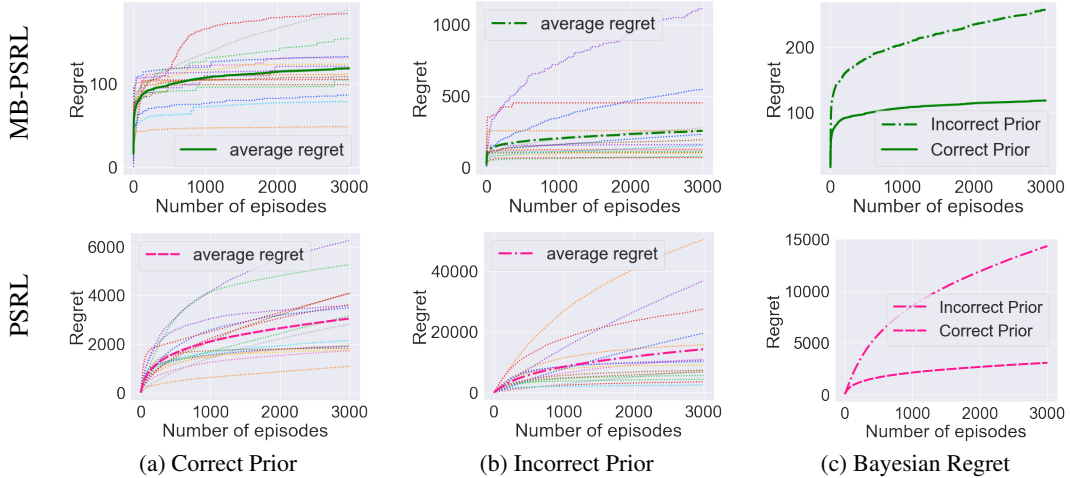 MB-PSRL
Regret
100
0
average regret
0 1000 2000 3000
Number of episodes
Regret
1000
500
0
average regret
0 1000 2000 3000
Number of episodes
Regret
200
100
Incorrect Prior
Correct Prior
0 1000 2000 3000
Number of episodes
PSRL
Regret
6000
4000
2000
0
average regret
0 1000 2000 3000
Number of episodes
Regret
40000
20000
0
average regret
0 1000 2000 3000
Number of episodes
Regret
15000
10000
5000
0
Incorrect Prior
Correct Prior
0 1000 2000 3000
Number of episodes
(a) Correct Prior
(b) Incorrect Prior
(c) Bayesian Regret